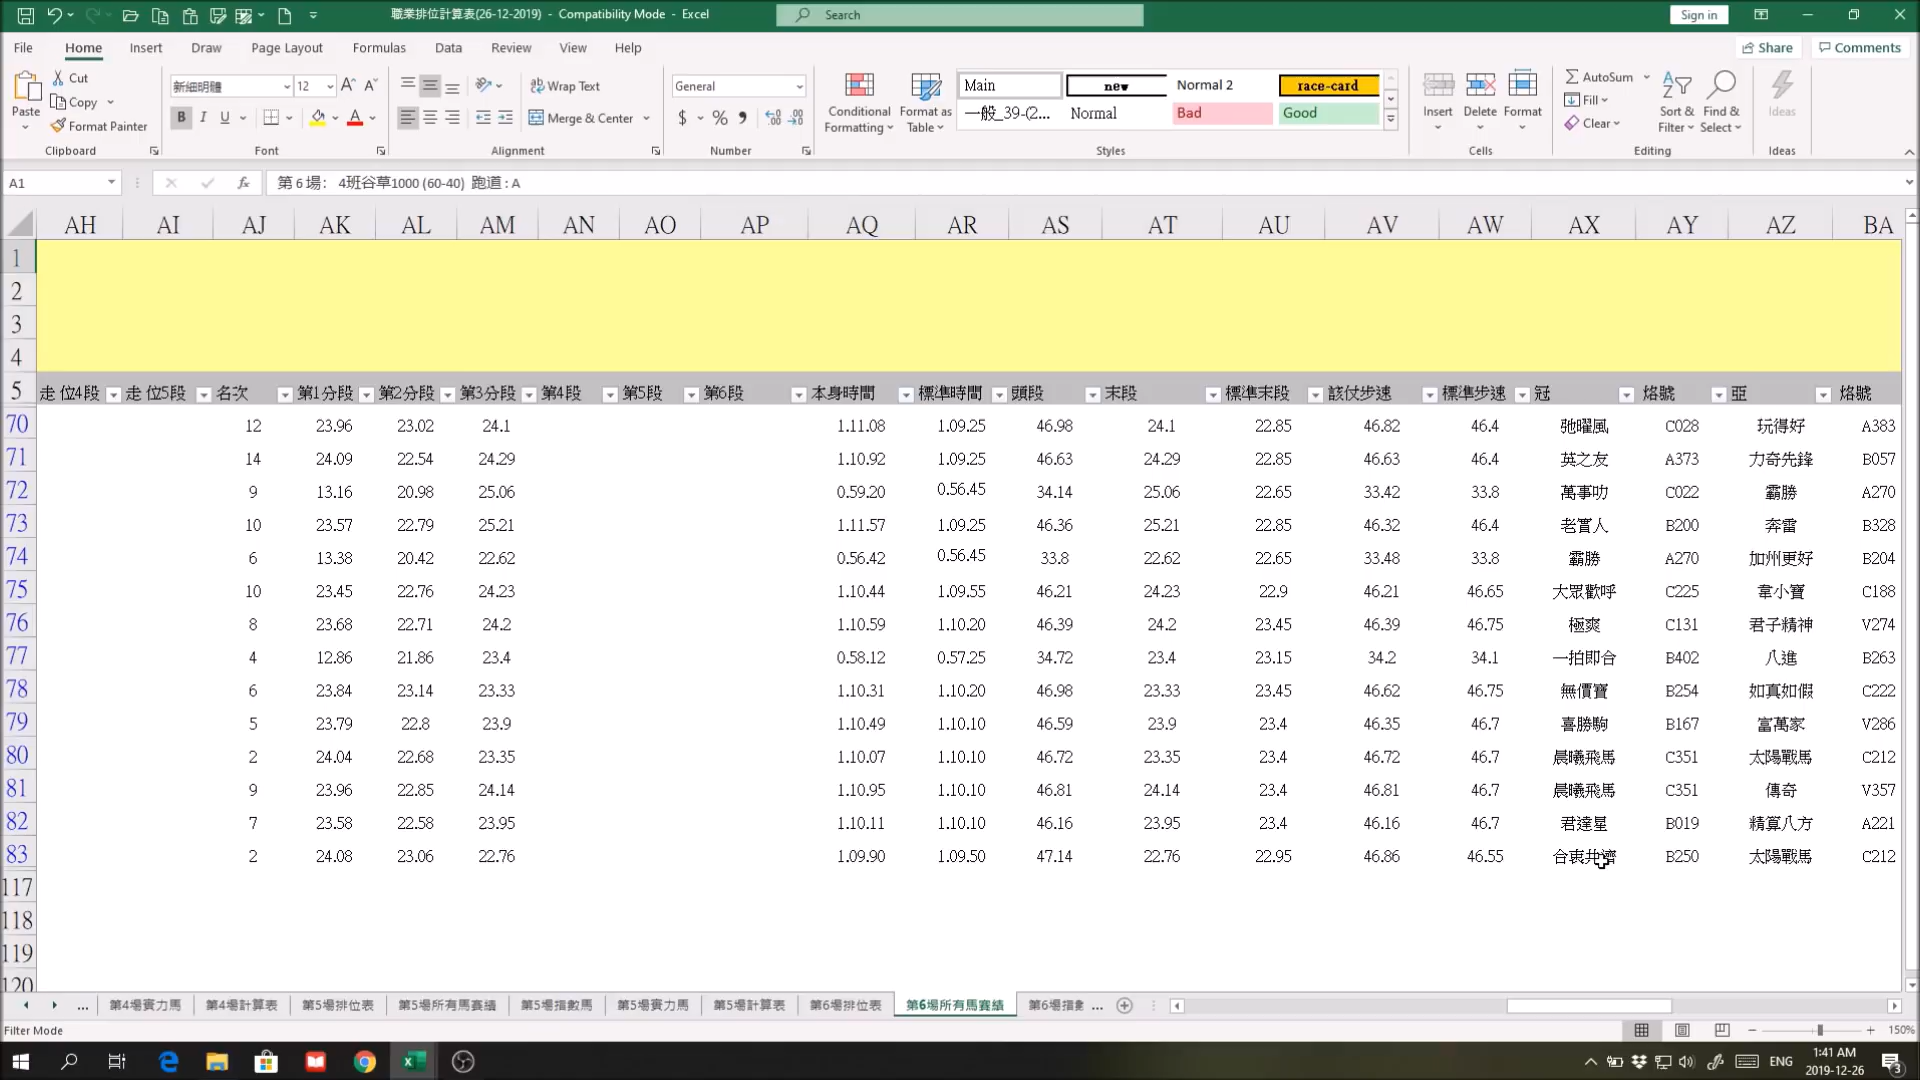 職業排位計算表(26-12-2019) - Compatibility Mode - Excel
Search
Sign in
File Home Insert Draw Page Layout Formulas Data Review View Help
Share Comments
Paste Cut Copy Format Painter
新細明體 12
B I U
Wrap Text
Merge & Center
General
$ %
Conditional Formatting Format as Table
Main new Normal 2 race-card
一般_39-(2... Normal Bad Good
Insert Delete Format
AutoSum Fill Clear
Sort & Filter Find & Select
Ideas
Clipboard Font Alignment Number Styles Cells Editing Ideas
A1 fx 第 6 場: 4班谷草1000 (60-40) 跑道 : A
AH AI AJ AK AL AM AN AO AP AQ AR AS AT AU AV AW AX AY AZ BA
1
2
3
4
5 走 位4段 走 位5段 名次 第1分段 第2分段 第3分段 第4段 第5段 第6段 本身時間 標準時間 頭段 末段 標準末段 該仗步速 標準步速 冠 烙號 亞 烙號
70 12 23.96 23.02 24.1 1.11.08 1.09.25 46.98 24.1 22.85 46.82 46.4 弛曜風 C028 玩得好 A383
71 14 24.09 22.54 24.29 1.10.92 1.09.25 46.63 24.29 22.85 46.63 46.4 英之友 A373 力奇先鋒 B057
72 9 13.16 20.98 25.06 0.59.20 0.56.45 34.14 25.06 22.65 33.42 33.8 萬事叻 C022 霸勝 A270
73 10 23.57 22.79 25.21 1.11.57 1.09.25 46.36 25.21 22.85 46.32 46.4 老實人 B200 奔雷 B328
74 6 13.38 20.42 22.62 0.56.42 0.56.45 33.8 22.62 22.65 33.48 33.8 霸勝 A270 加州更好 B204
75 10 23.45 22.76 24.23 1.10.44 1.09.55 46.21 24.23 22.9 46.21 46.65 大眾歡呼 C225 韋小寶 C188
76 8 23.68 22.71 24.2 1.10.59 1.10.20 46.39 24.2 23.45 46.39 46.75 極爽 C131 君子精神 V274
77 4 12.86 21.86 23.4 0.58.12 0.57.25 34.72 23.4 23.15 34.2 34.1 一拍即合 B402 八進 B263
78 6 23.84 23.14 23.33 1.10.31 1.10.20 46.98 23.33 23.45 46.62 46.75 無價寶 B254 如真如假 C222
79 5 23.79 22.8 23.9 1.10.49 1.10.10 46.59 23.9 23.4 46.35 46.7 喜勝駒 B167 富萬家 V286
80 2 24.04 22.68 23.35 1.10.07 1.10.10 46.72 23.35 23.4 46.72 46.7 晨曦飛馬 C351 太陽戰馬 C212
81 9 23.96 22.85 24.14 1.10.95 1.10.10 46.81 24.14 23.4 46.81 46.7 晨曦飛馬 C351 傳奇 V357
82 7 23.58 22.58 23.95 1.10.11 1.10.10 46.16 23.95 23.4 46.16 46.7 君達星 B019 精算八方 A221
83 2 24.08 23.06 22.76 1.09.90 1.09.50 47.14 22.76 22.95 46.86 46.55 合衷共濟 B250 太陽戰馬 C212
117
118
119
120
... 第4場實力馬 第4場計算表 第5場排位表 第5場所有馬賽績 第5場指數馬 第5場實力馬 第5場計算表 第6場排位表 第6場所有馬賽績 第6場指數 ...
Filter Mode
150%
ENG 1:41 AM
2019-12-26
3